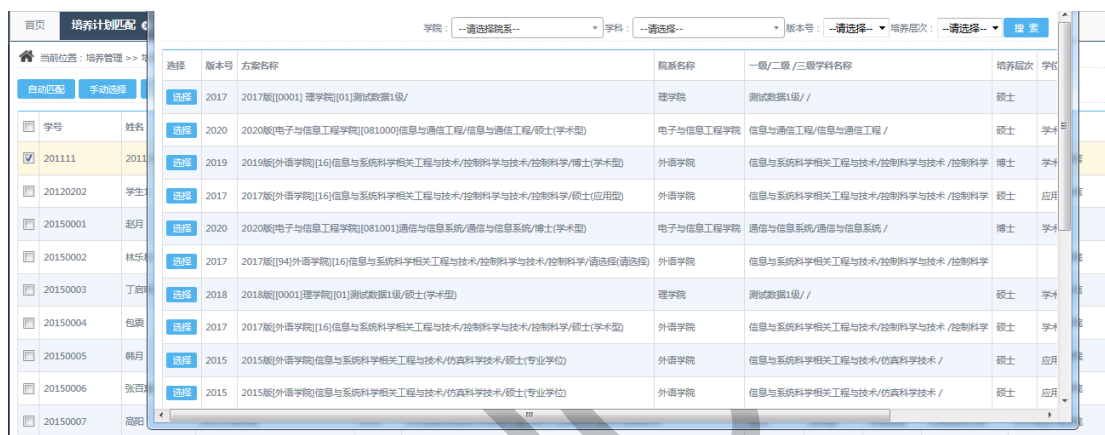 首页 培养计划匹配
当前位置：培养管理 >> 培
自动匹配 手动选择
学号 姓名
201111 2011
20120202 学生
20150001 赵月
20150002 林乐
20150003 丁启
20150004 包震
20150005 韩月
20150006 张百
20150007 高阳
学院： --请选择院系-- 学科： --请选择-- 版本号： --请选择-- 培养层次： --请选择-- 搜 索
选择 版本号 方案名称 院系名称 一级/二级 /三级学科名称 培养层次 学位
选择 2017 2017版[[0001] 理学院][01]测试数据1级/ 理学院 测试数据1级/ / 硕士
选择 2020 2020版[电子与信息工程学院][081000]信息与通信工程/信息与通信工程/硕士(学术型) 电子与信息工程学院 信息与通信工程/信息与通信工程 / 硕士 学术
选择 2019 2019版[外语学院][16]信息与系统科学相关工程与技术/控制科学与技术/控制科学/博士(学术型) 外语学院 信息与系统科学相关工程与技术/控制科学与技术 /控制科学 博士 学术
选择 2017 2017版[外语学院][16]信息与系统科学相关工程与技术/控制科学与技术/控制科学/硕士(应用型) 外语学院 信息与系统科学相关工程与技术/控制科学与技术 /控制科学 硕士 应用
选择 2020 2020版[电子与信息工程学院][081001]通信与信息系统/通信与信息系统/博士(学术型) 电子与信息工程学院 通信与信息系统/通信与信息系统 / 博士 学术
选择 2017 2017版[[94]外语学院][16]信息与系统科学相关工程与技术/控制科学与技术/控制科学/请选择(请选择) 外语学院 信息与系统科学相关工程与技术/控制科学与技术 /控制科学
选择 2018 2018版[[0001]理学院][01]测试数据1级/硕士(学术型) 理学院 测试数据1级/ / 硕士 学术
选择 2017 2017版[外语学院][16]信息与系统科学相关工程与技术/控制科学与技术/控制科学/硕士(学术型) 外语学院 信息与系统科学相关工程与技术/控制科学与技术 /控制科学 硕士 学术
选择 2015 2015版[外语学院]信息与系统科学相关工程与技术/仿真科学技术/硕士(专业学位) 外语学院 信息与系统科学相关工程与技术/仿真科学技术 / 硕士 应用
选择 2015 2015版[外语学院]信息与系统科学相关工程与技术/仿真科学技术/硕士(专业学位) 外语学院 信息与系统科学相关工程与技术/仿真科学技术 / 硕士 应用